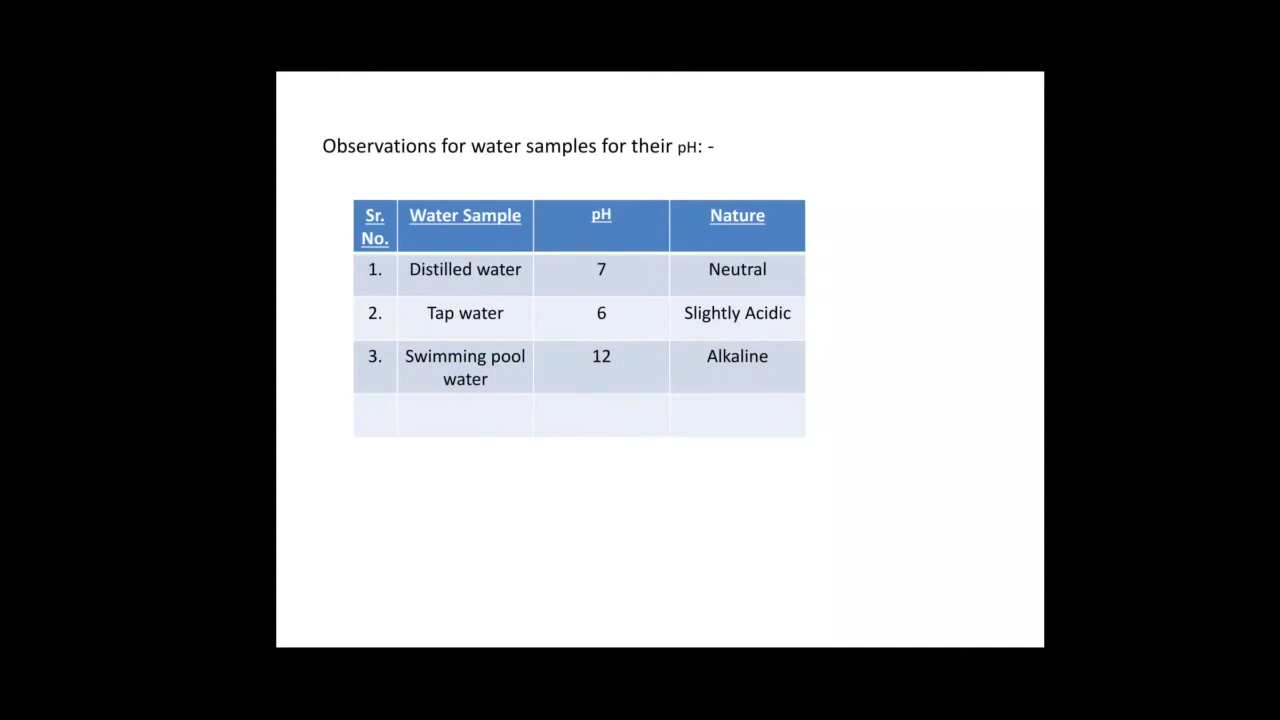 Observations for water samples for their pH: -
Sr. No. Water Sample pH Nature
1. Distilled water 7 Neutral
2. Tap water 6 Slightly Acidic
3. Swimming pool water 12 Alkaline